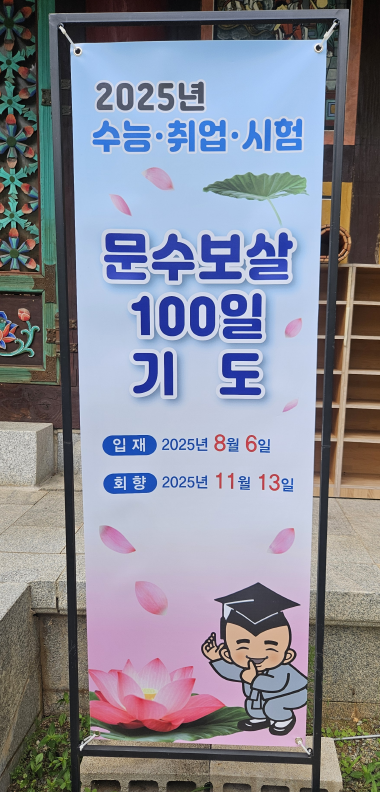 2025년
수능·취업·시험
문수보살
100일
기 도
입 재 2025년 8월 6일
회 향 2025년 11월 13일